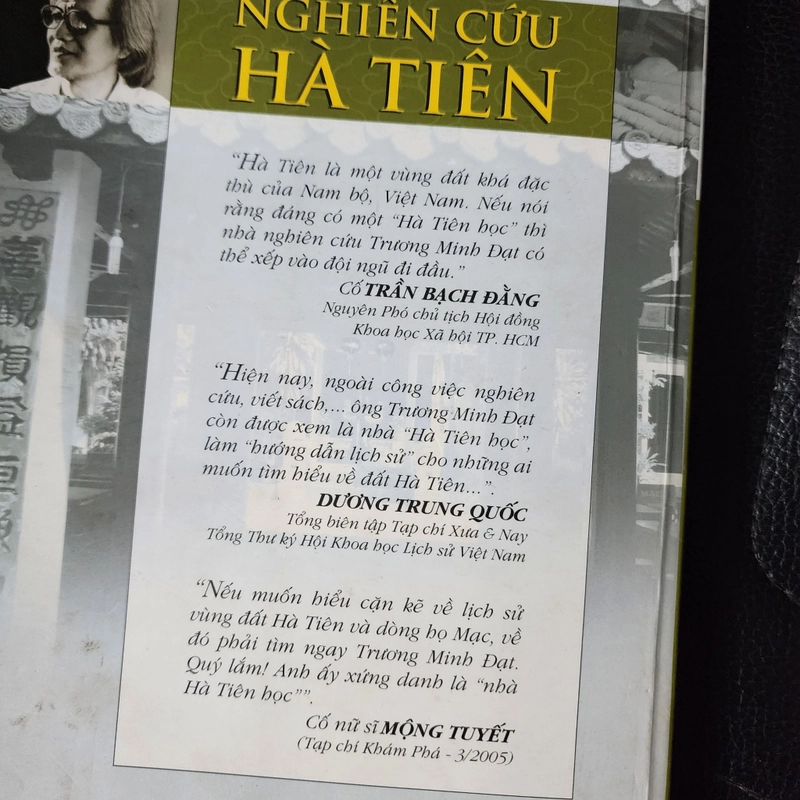 NGHIÊN CỨU
HÀ TIÊN
“Hà Tiên là một vùng đất khá đặc
thù của Nam bộ, Việt Nam. Nếu nói
rằng đáng có một “Hà Tiên học” thì
nhà nghiên cứu Trương Minh Đạt có
thể xếp vào đội ngũ đi đầu.”
Cố TRẦN BẠCH ĐẰNG
Nguyên Phó chủ tịch Hội đồng
Khoa học Xã hội TP. HCM
“Hiện nay, ngoài công việc nghiên
cứu, viết sách,... ông Trương Minh Đạt
còn được xem là nhà “Hà Tiên học”,
làm “hướng dẫn lịch sử” cho những ai
muốn tìm hiểu về đất Hà Tiên...”.
DƯƠNG TRUNG QUỐC
Tổng biên tập Tạp chí Xưa & Nay
Tổng Thư ký Hội Khoa học Lịch sử Việt Nam
“Nếu muốn hiểu cặn kẽ về lịch sử
vùng đất Hà Tiên và dòng họ Mạc, về
đó phải tìm ngay Trương Minh Đạt.
Quý lắm! Anh ấy xứng danh là “nhà
Hà Tiên học””.
Cố nữ sĩ MỘNG TUYẾT
(Tạp chí Khám Phá - 3/2005)